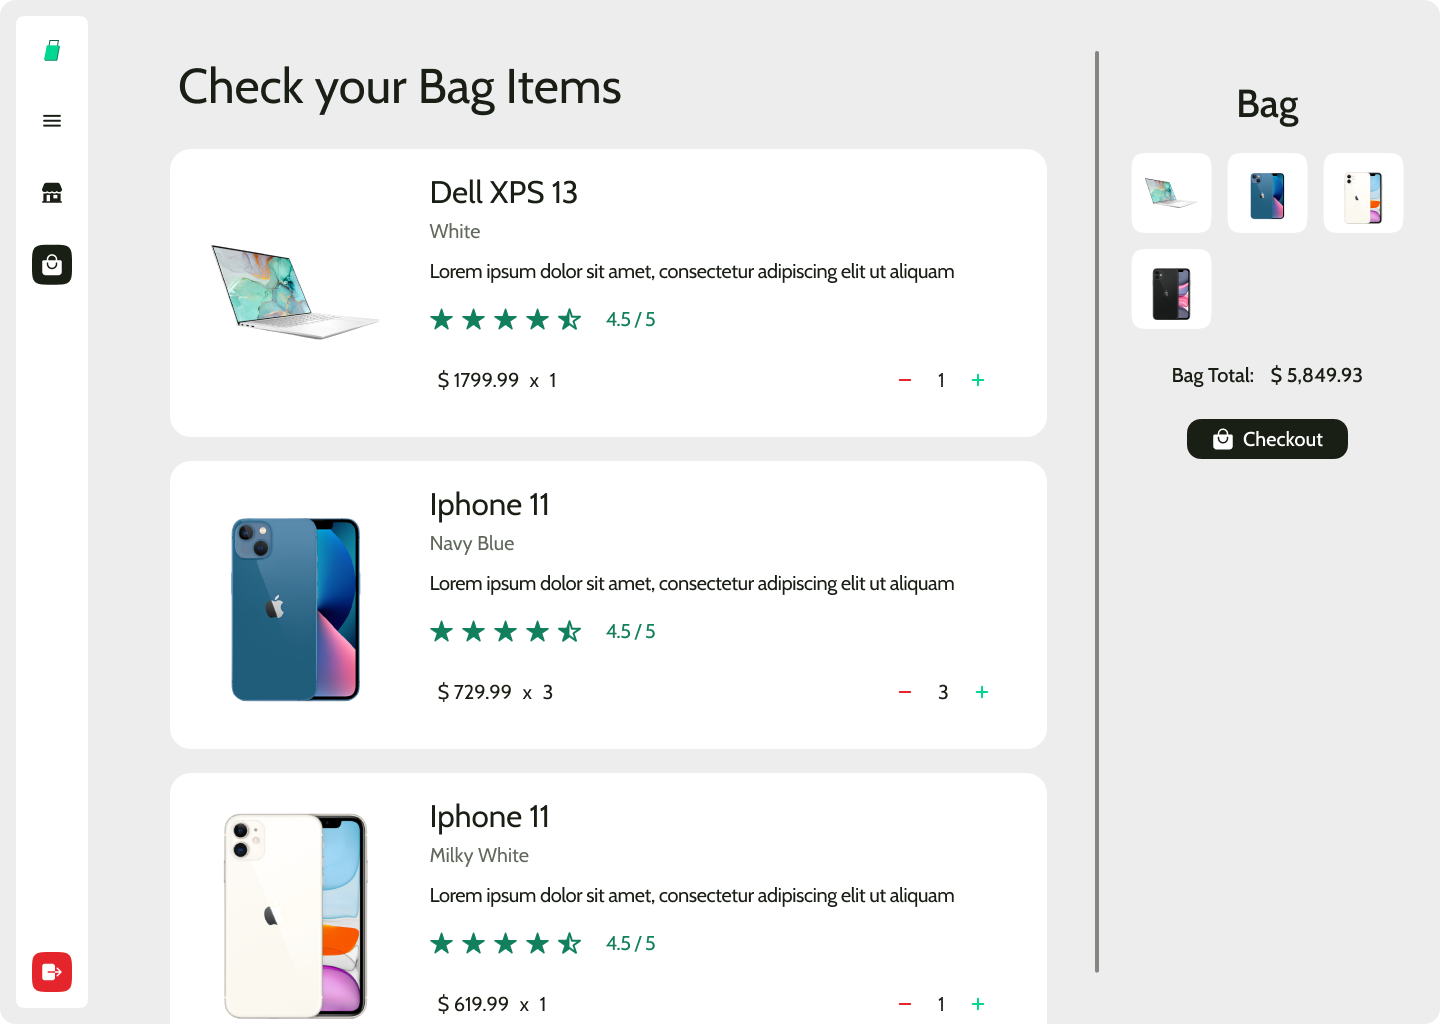 Check your Bag Items
Dell XPS 13
White
Lorem ipsum dolor sit amet, consectetur adipiscing elit ut aliquam
4.5 / 5
$ 1799.99 x 1
1
Iphone 11
Navy Blue
Lorem ipsum dolor sit amet, consectetur adipiscing elit ut aliquam
4.5 / 5
$ 729.99 x 3
3
Iphone 11
Milky White
Lorem ipsum dolor sit amet, consectetur adipiscing elit ut aliquam
4.5 / 5
$ 619.99 x 1
1
Bag
Bag Total: $ 5,849.93
Checkout